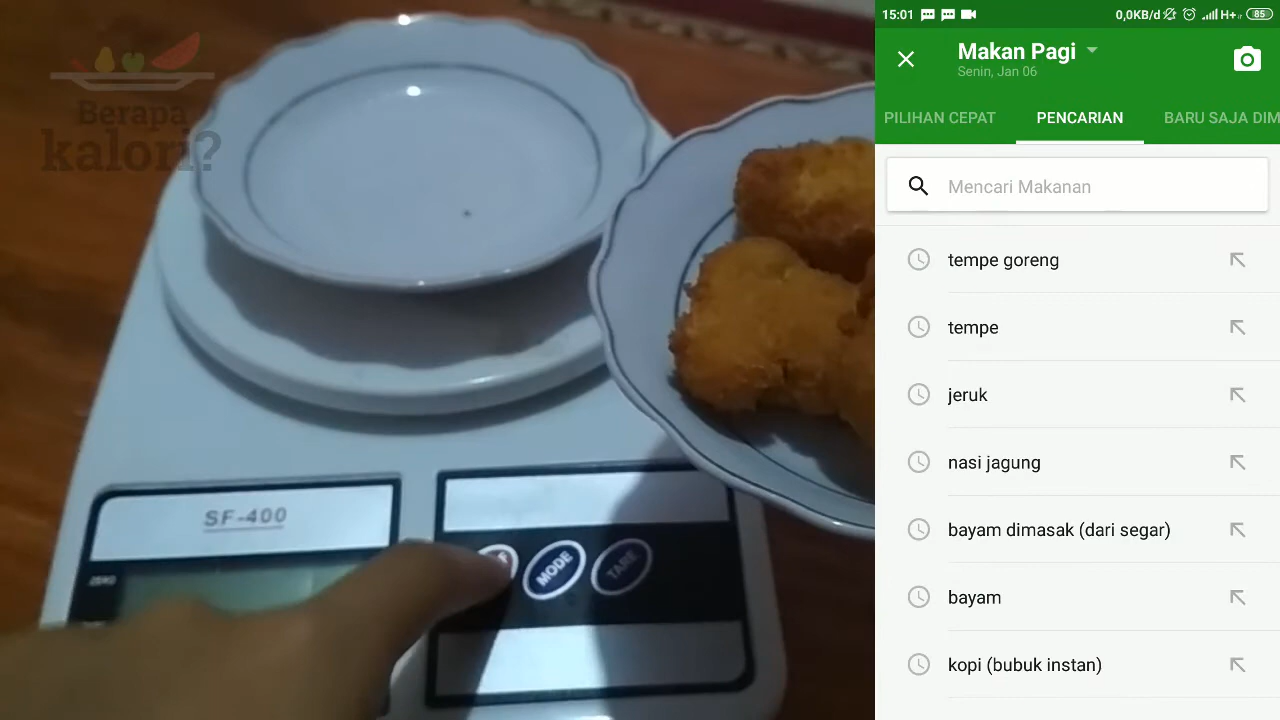 Berapa
kalori?
SF-400
ZERO
MODE
TARE
15:01
0,0KB/d
H+
85
Makan Pagi
Senin, Jan 06
PILIHAN CEPAT
PENCARIAN
BARU SAJA DIM
Mencari Makanan
tempe goreng
tempe
jeruk
nasi jagung
bayam dimasak (dari segar)
bayam
kopi (bubuk instan)